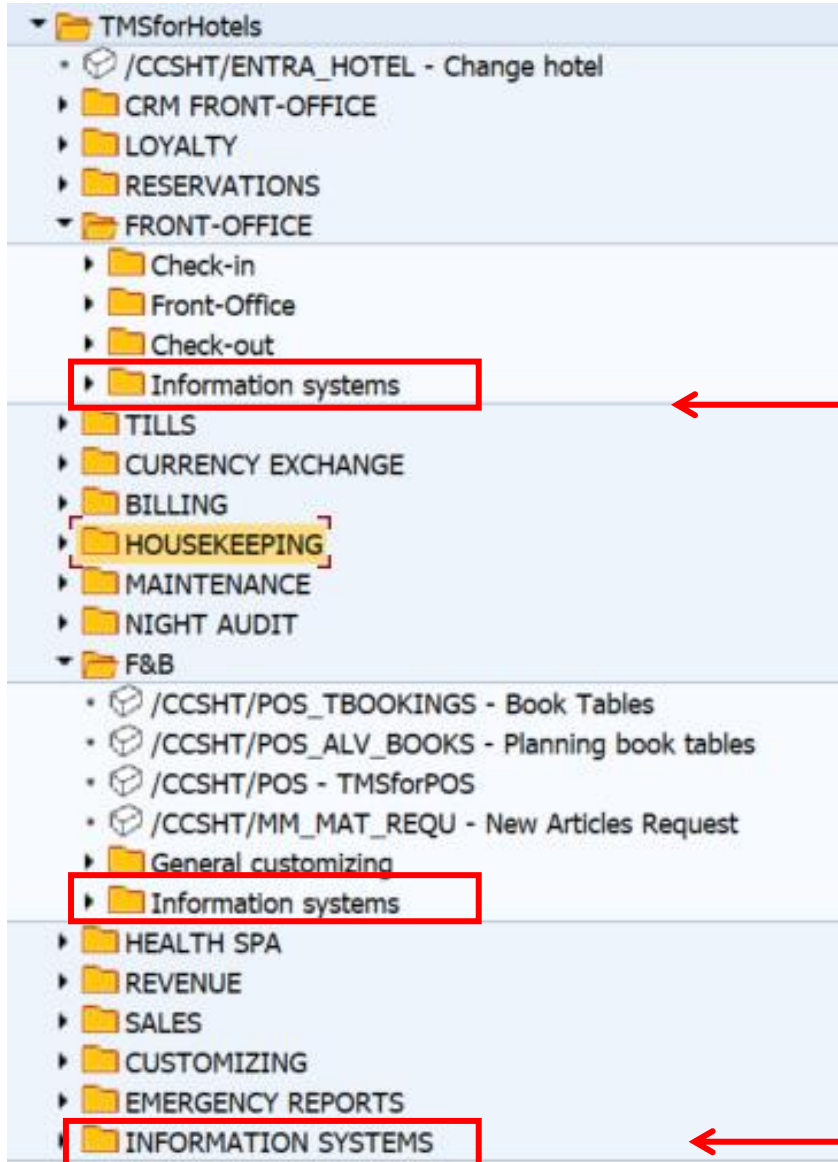 TMSforHotels
/CCSHT/ENTRA_HOTEL - Change hotel
CRM FRONT-OFFICE
LOYALTY
RESERVATIONS
FRONT-OFFICE
Check-in
Front-Office
Check-out
Information systems
TILLS
CURRENCY EXCHANGE
BILLING
HOUSEKEEPING
MAINTENANCE
NIGHT AUDIT
F&B
/CCSHT/POS_TBOOKINGS - Book Tables
/CCSHT/POS_ALV_BOOKS - Planning book tables
/CCSHT/POS - TMSforPOS
/CCSHT/MM_MAT_REQU - New Articles Request
General customizing
Information systems
HEALTH SPA
REVENUE
SALES
CUSTOMIZING
EMERGENCY REPORTS
INFORMATION SYSTEMS